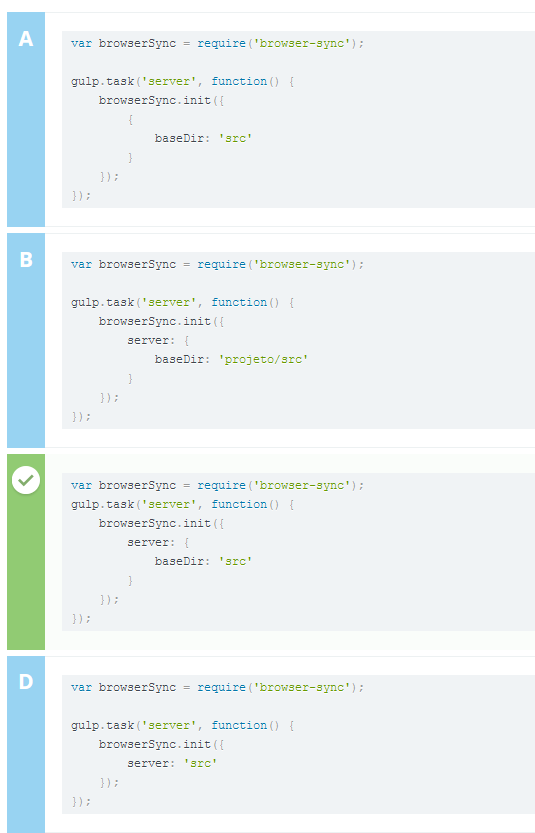 A
var browserSync = require('browser-sync');
gulp.task('server', function() {
browserSync.init({
{
baseDir: 'src'
}
});
});
B
var browserSync = require('browser-sync');
gulp.task('server', function() {
browserSync.init({
server: {
baseDir: 'projeto/src'
}
});
});
var browserSync = require('browser-sync');
gulp.task('server', function() {
browserSync.init({
server: {
baseDir: 'src'
}
});
});
D
var browserSync = require('browser-sync');
gulp.task('server', function() {
browserSync.init({
server: 'src'
});
});